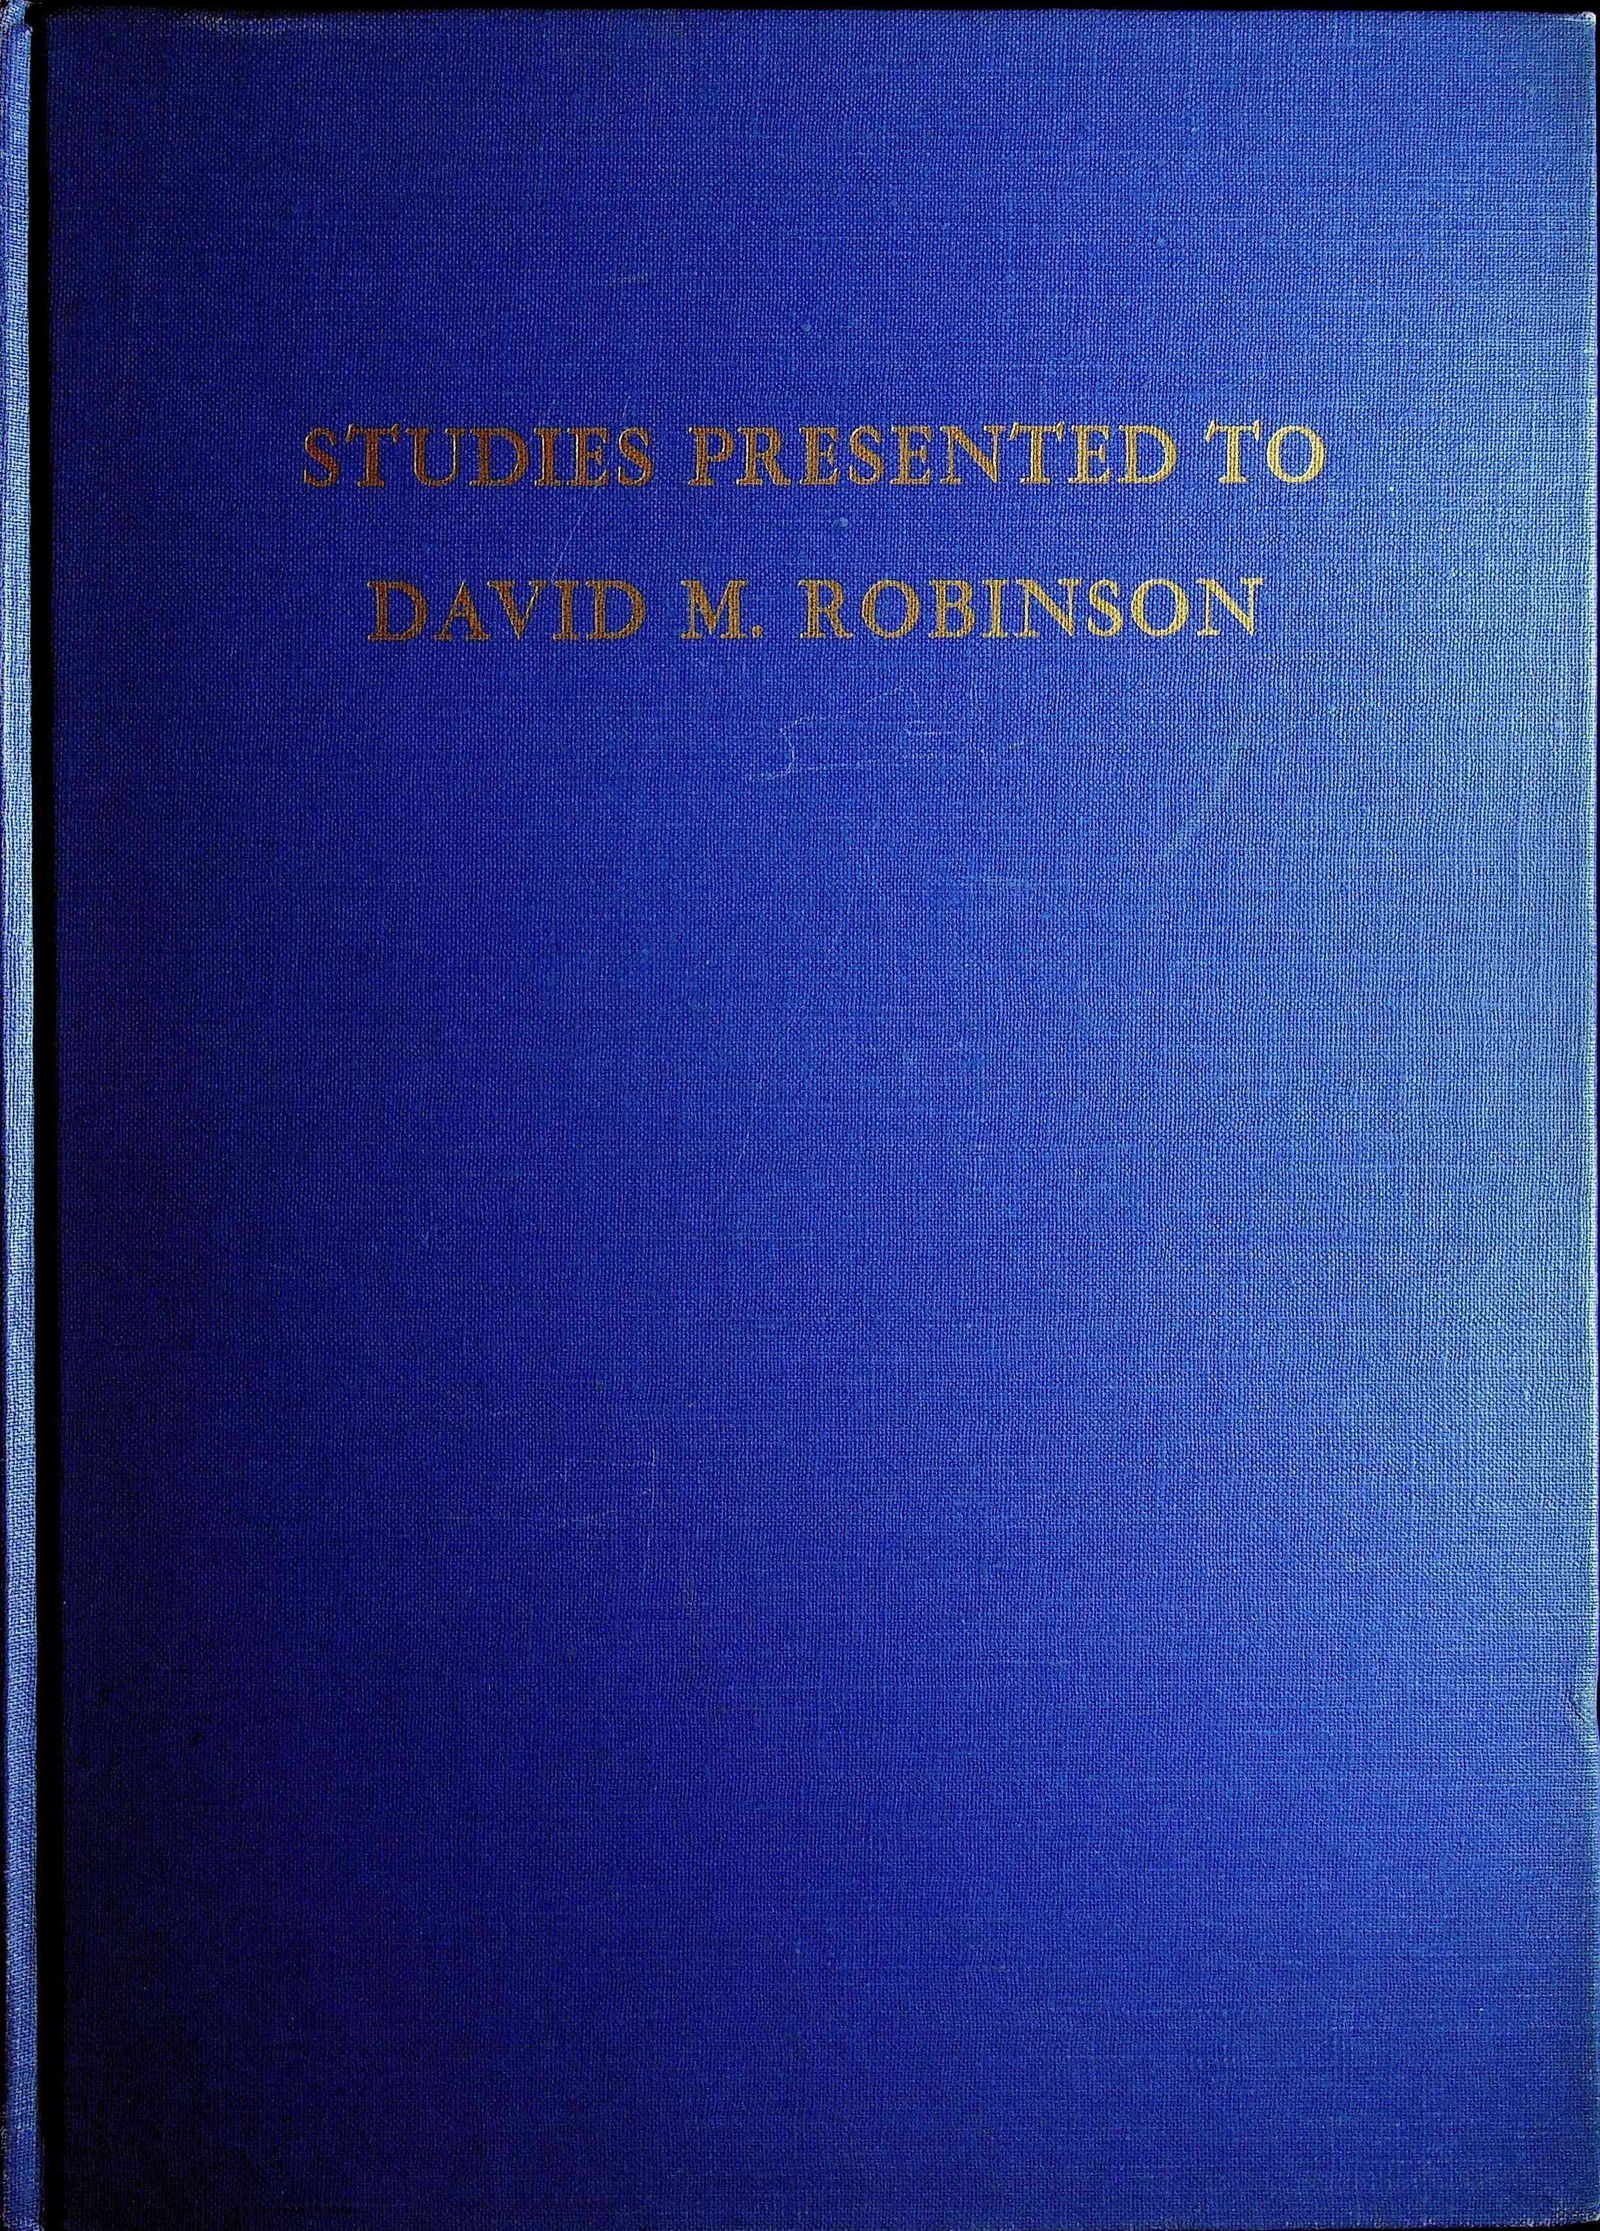 STUDIES PRESENTED TO
DAVID M. ROBINSON